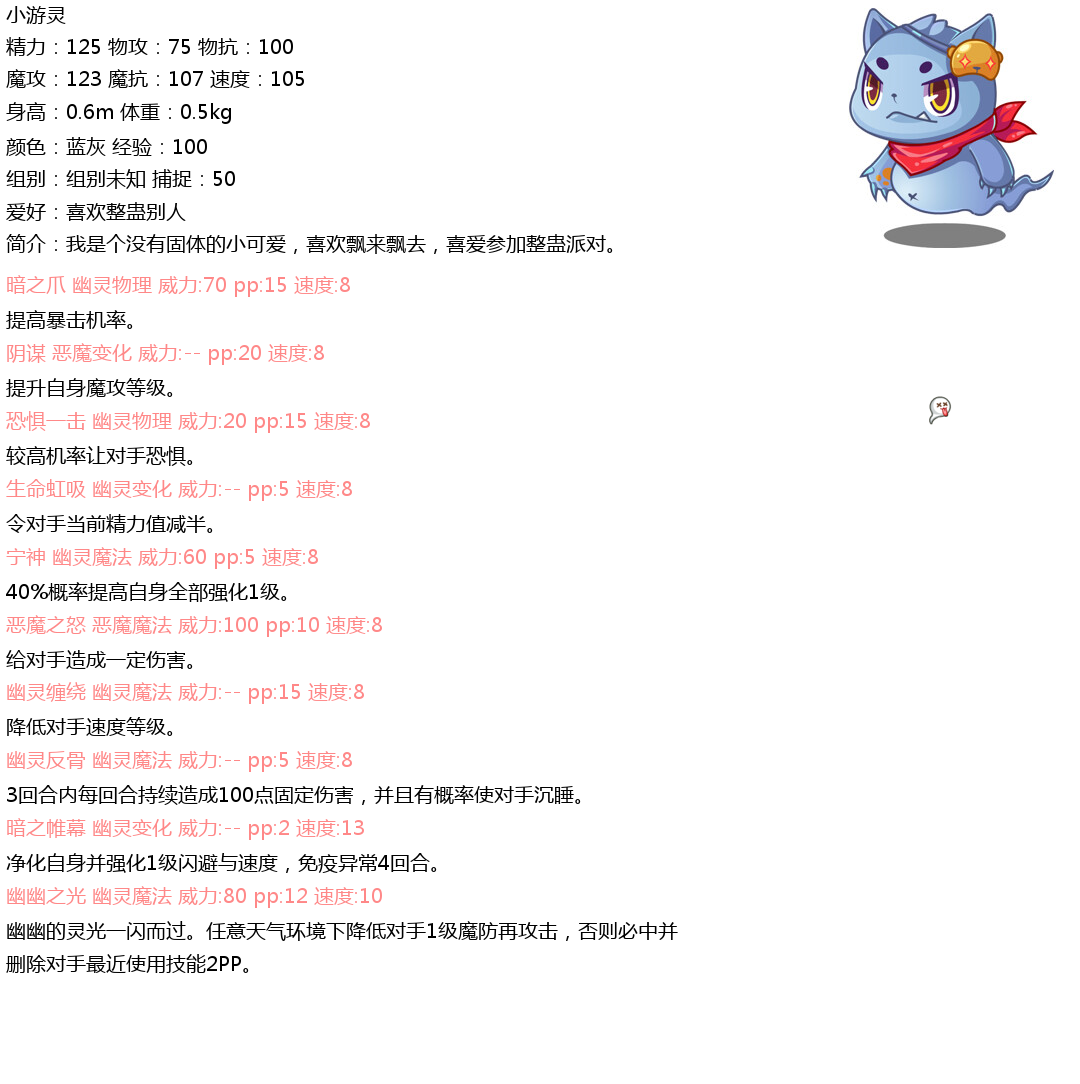 小游灵
精力：125 物攻：75 物抗：100
魔攻：123 魔抗：107 速度：105
身高：0.6m 体重：0.5kg
颜色：蓝灰 经验：100
组别：组别未知 捕捉：50
爱好：喜欢整蛊别人
简介：我是个没有固体的小可爱，喜欢飘来飘去，喜爱参加整蛊派对。
暗之爪 幽灵物理 威力:70 pp:15 速度:8
提高暴击机率。
阴谋 恶魔变化 威力:-- pp:20 速度:8
提升自身魔攻等级。
恐惧一击 幽灵物理 威力:20 pp:15 速度:8
较高机率让对手恐惧。
生命虹吸 幽灵变化 威力:-- pp:5 速度:8
令对手当前精力值减半。
宁神 幽灵魔法 威力:60 pp:5 速度:8
40%概率提高自身全部强化1级。
恶魔之怒 恶魔魔法 威力:100 pp:10 速度:8
给对手造成一定伤害。
幽灵缠绕 幽灵魔法 威力:-- pp:15 速度:8
降低对手速度等级。
幽灵反骨 幽灵魔法 威力:-- pp:5 速度:8
3回合内每回合持续造成100点固定伤害，并且有概率使对手沉睡。
暗之帷幕 幽灵变化 威力:-- pp:2 速度:13
净化自身并强化1级闪避与速度，免疫异常4回合。
幽幽之光 幽灵魔法 威力:80 pp:12 速度:10
幽幽的灵光一闪而过。任意天气环境下降低对手1级魔防再攻击，否则必中并
删除对手最近使用技能2PP。